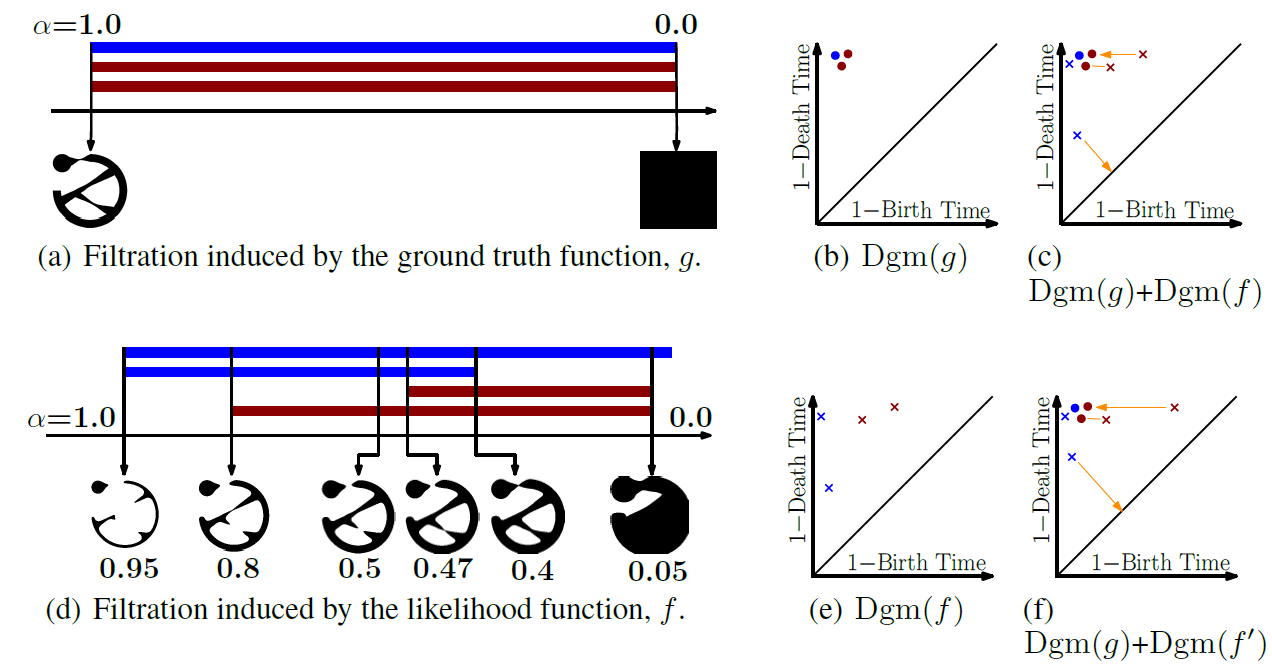 α=1.0
0.0
(a) Filtration induced by the ground truth function, g.
1−Death Time
1−Birth Time
(b) Dgm(g)
1−Death Time
1−Birth Time
(c)
Dgm(g)+Dgm(f)
α=1.0
0.0
0.95
0.8
0.5
0.47
0.4
0.05
(d) Filtration induced by the likelihood function, f.
1−Death Time
1−Birth Time
(e) Dgm(f)
1−Death Time
1−Birth Time
(f)
Dgm(g)+Dgm(f′)